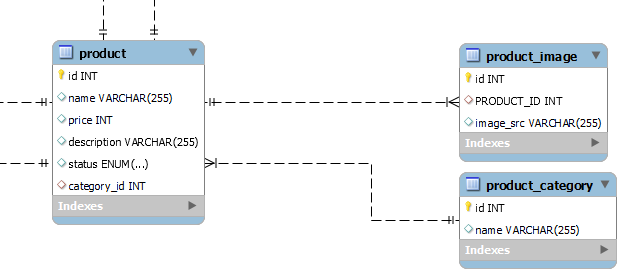 product
id INT
name VARCHAR(255)
price INT
description VARCHAR(255)
status ENUM(...)
category_id INT
Indexes
product_image
id INT
PRODUCT_ID INT
image_src VARCHAR(255)
Indexes
product_category
id INT
name VARCHAR(255)
Indexes